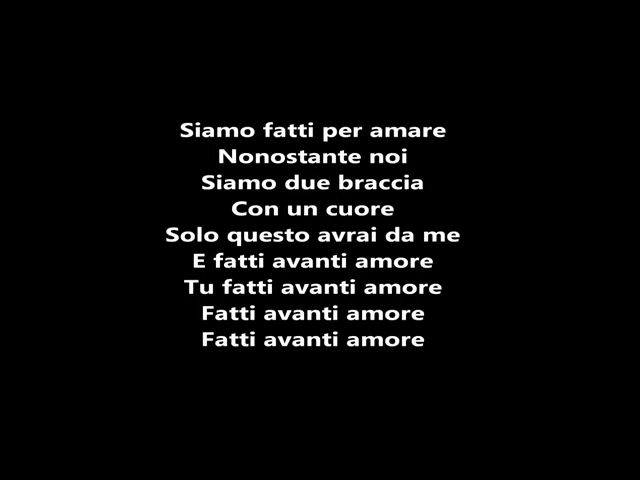 Siamo fatti per amare
Nonostante noi
Siamo due braccia
Con un cuore
Solo questo avrai da me
E fatti avanti amore
Tu fatti avanti amore
Fatti avanti amore
Fatti avanti amore